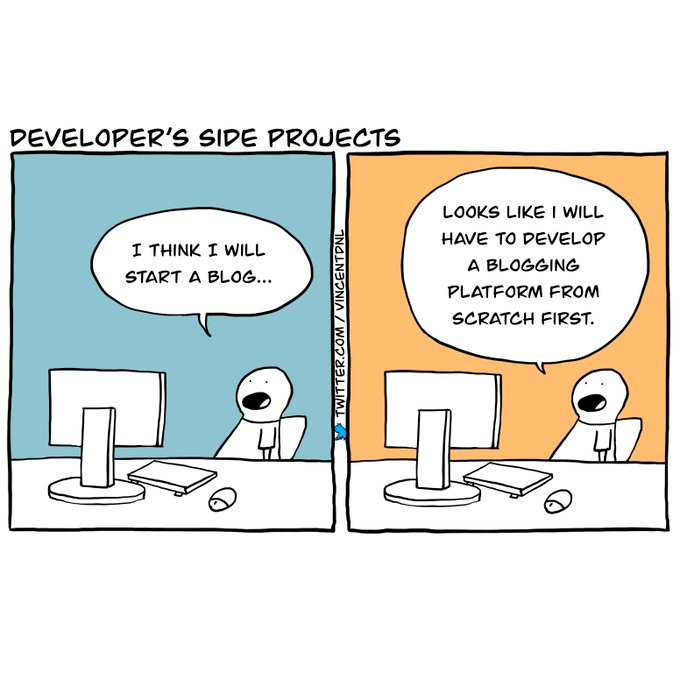 DEVELOPER'S SIDE PROJECTS
I THINK I WILL
START A BLOG...
TWITTER.COM / VINCENTDNL
LOOKS LIKE I WILL
HAVE TO DEVELOP
A BLOGGING
PLATFORM FROM
SCRATCH FIRST.